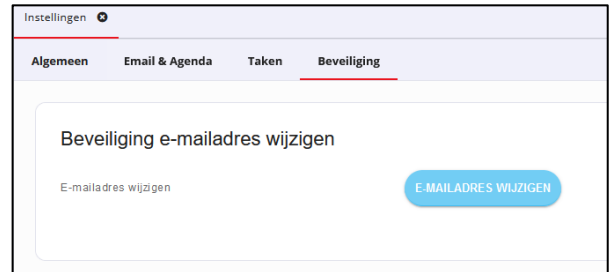 Instellingen
Algemeen Email & Agenda Taken Beveiliging
Beveiliging e-mailadres wijzigen
E-mailadres wijzigen E-MAILADRES WIJZIGEN